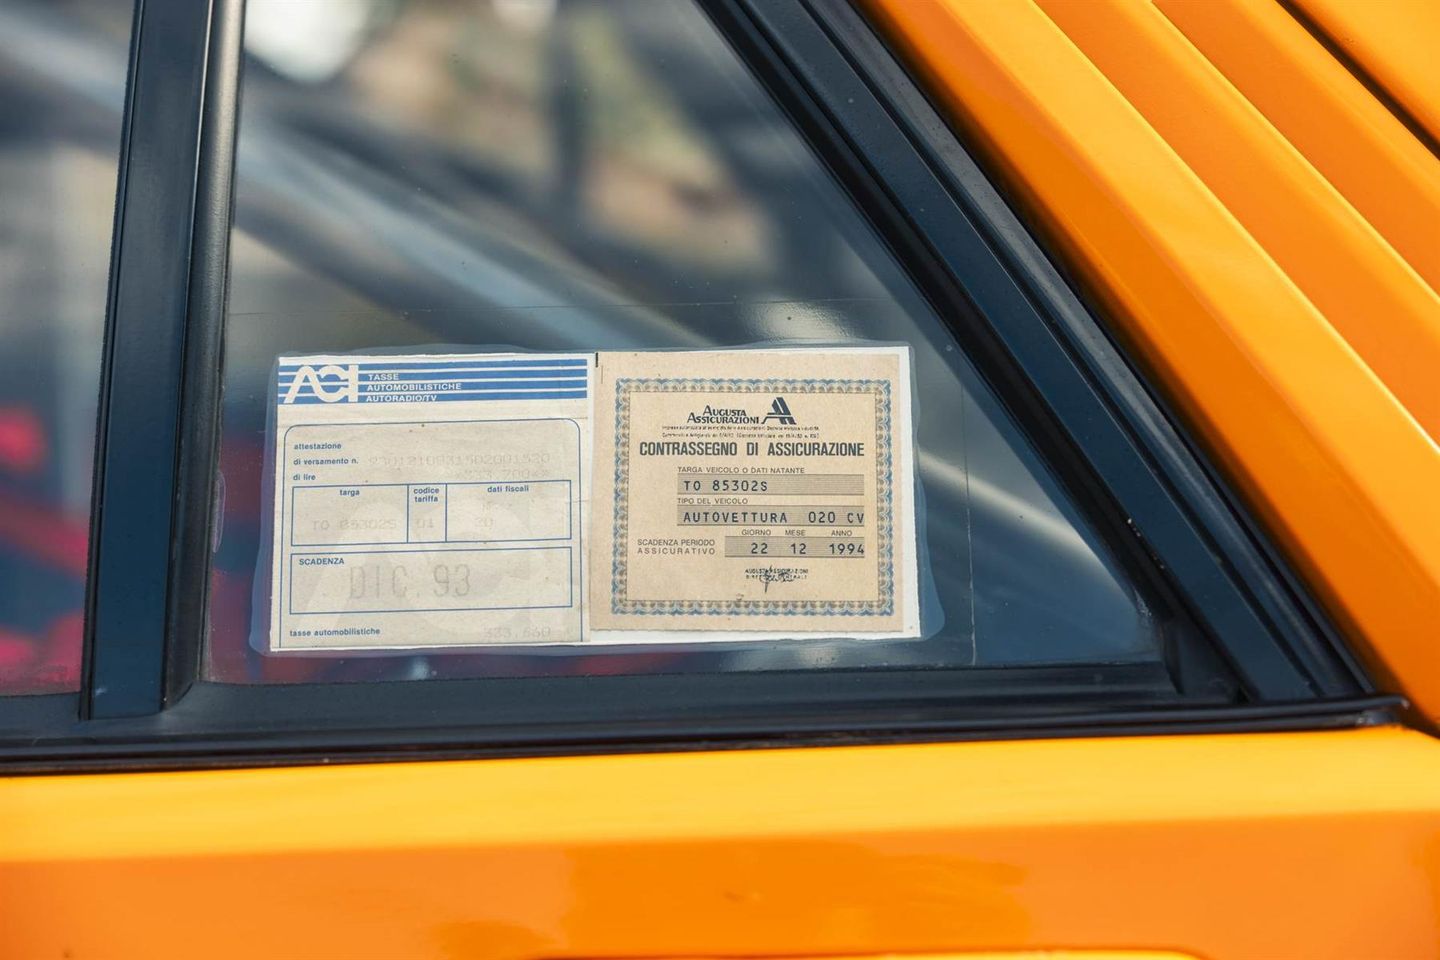 ACI
TASSE
AUTOMOBILISTICHE
AUTORADIO/TV
attestazione
di versamento n.
di lire
targa codice tariffa dati fiscali
TO 85302S 01 20
SCADENZA
DIC. 93
tasse automobilistiche
AUGUSTA
ASSICURAZIONI
CONTRASSEGNO DI ASSICURAZIONE
TARGA VEICOLO O DATI NATANTE
TO 85302S
TIPO DEL VEICOLO
AUTOVETTURA 020 CV
GIORNO MESE ANNO
SCADENZA PERIODO
ASSICURATIVO 22 12 1994
AUGUSTA ASSICURAZIONI